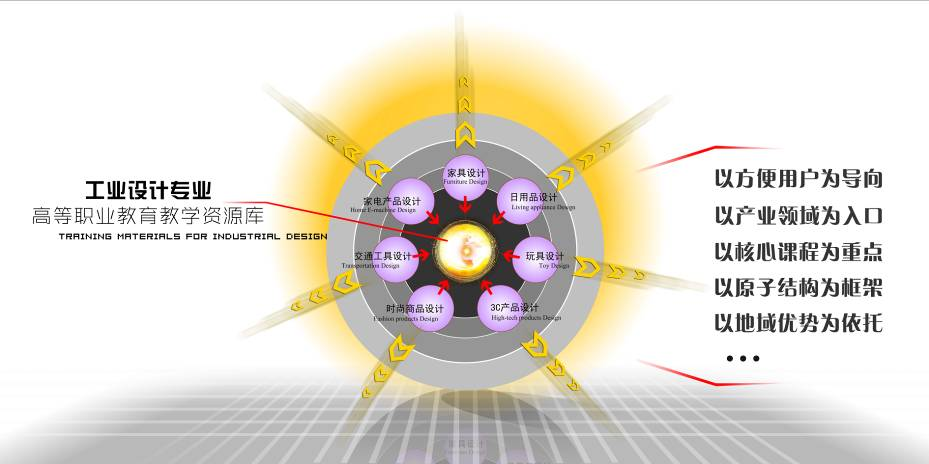 工业设计专业
高等职业教育教学资源库
TRAINING MATERIALS FOR INDUSTRIAL DESIGN
家具设计
Furniture Design
日用品设计
Living appliance Design
玩具设计
Toy Design
3C产品设计
High-tech products Design
时尚商品设计
Fashion products Design
交通工具设计
Transportation Design
家电产品设计
Home E-machine Design
以方便用户为导向
以产业领域为入口
以核心课程为重点
以原子结构为框架
以地域优势为依托
•••
家具设计